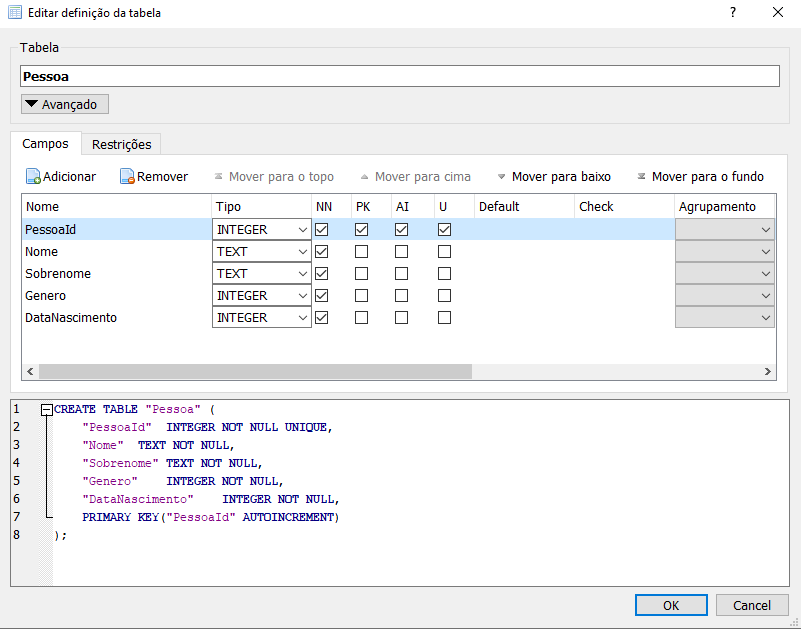 Editar definição da tabela
?
Tabela
Pessoa
Avançado
Campos Restrições
Adicionar Remover Mover para o topo Mover para cima Mover para baixo Mover para o fundo
Nome Tipo NN PK AI U Default Check Agrupamento
PessoaId INTEGER
Nome TEXT
Sobrenome TEXT
Genero INTEGER
DataNascimento INTEGER
1 CREATE TABLE "Pessoa" (
2 "PessoaId" INTEGER NOT NULL UNIQUE,
3 "Nome" TEXT NOT NULL,
4 "Sobrenome" TEXT NOT NULL,
5 "Genero" INTEGER NOT NULL,
6 "DataNascimento" INTEGER NOT NULL,
7 PRIMARY KEY("PessoaId" AUTOINCREMENT)
8 );
OK Cancel